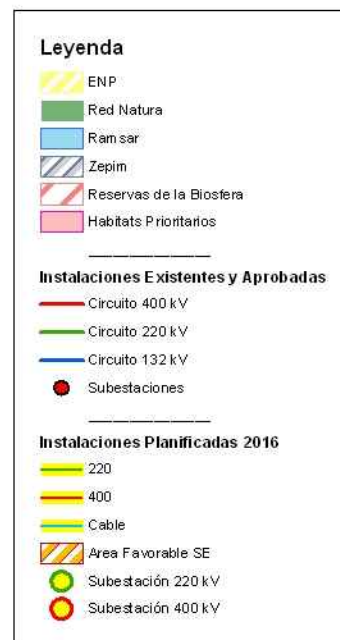 Leyenda
ENP
Red Natura
Ramsar
Zepim
Reservas de la Biosfera
Habitats Prioritarios
Instalaciones Existentes y Aprobadas
Circuito 400 kV
Circuito 220 kV
Circuito 132 kV
Subestaciones
Instalaciones Planificadas 2016
220
400
Cable
Area Favorable SE
Subestación 220 kV
Subestación 400 kV